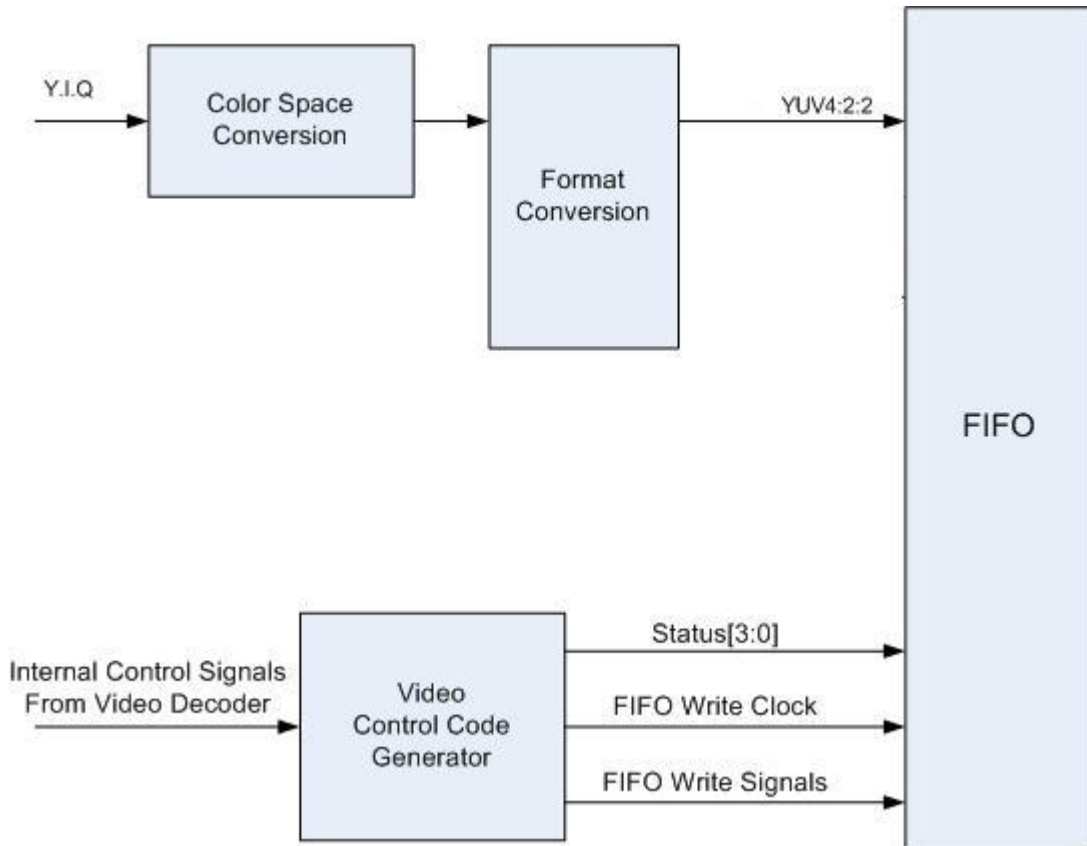 Y.I.Q
Color Space
Conversion
Format
Conversion
YUV4:2:2
FIFO
Internal Control Signals
From Video Decoder
Video
Control Code
Generator
Status[3:0]
FIFO Write Clock
FIFO Write Signals